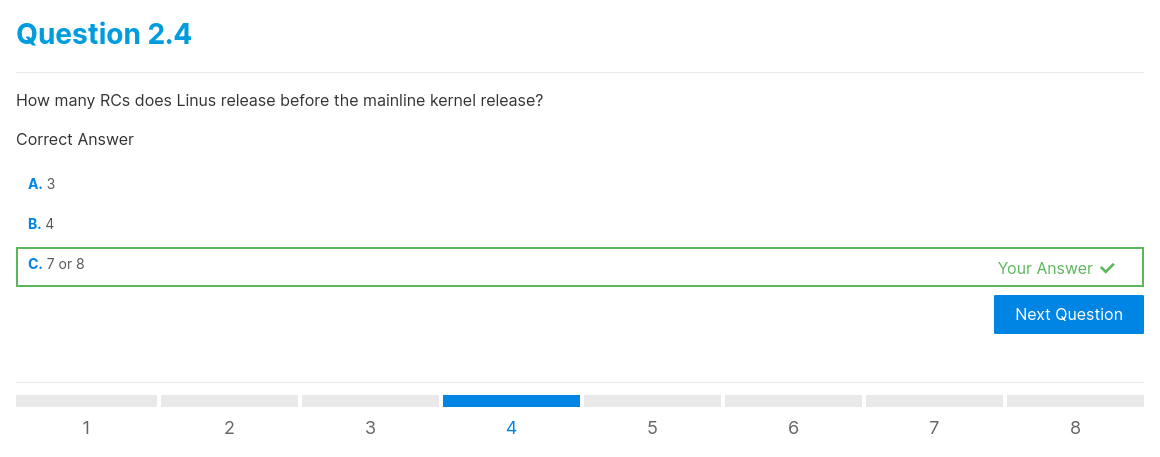 Question 2.4
How many RCs does Linus release before the mainline kernel release?
Correct Answer
A. 3
B. 4
C. 7 or 8
Your Answer
Next Question
1 2 3 4 5 6 7 8